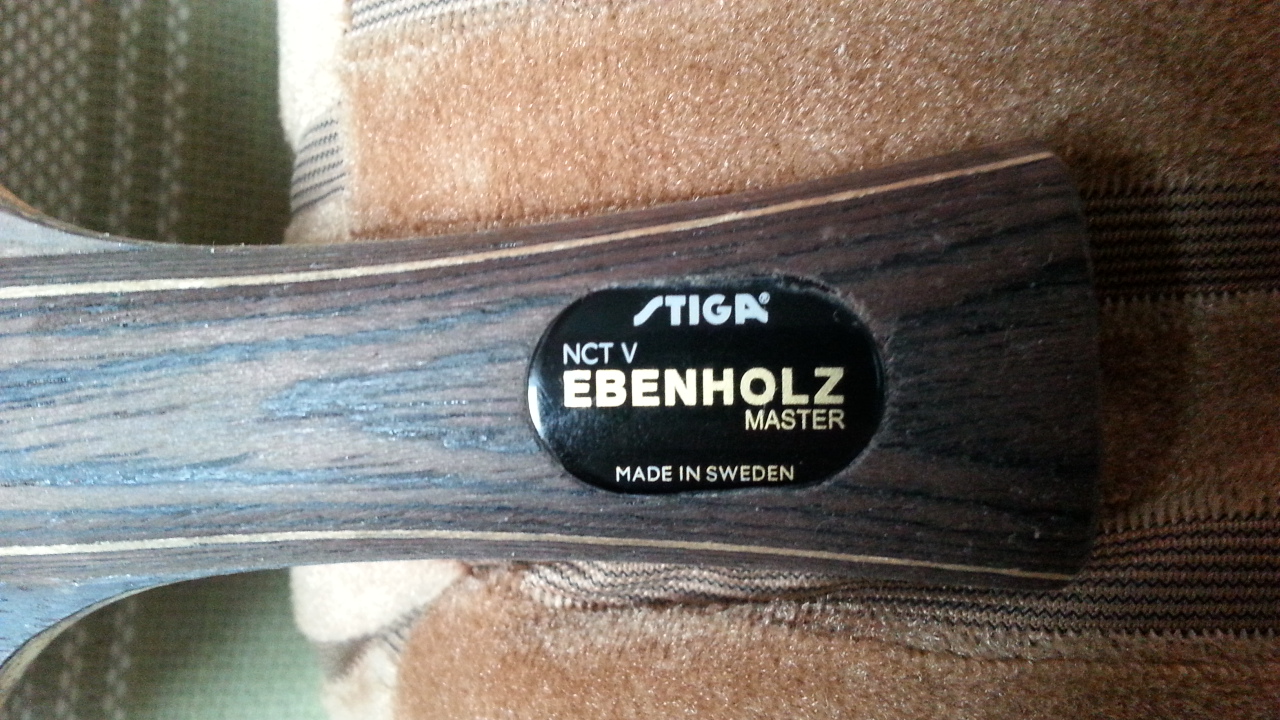 STIGA®
NCT V
EBENHOLZ
MASTER
MADE IN SWEDEN